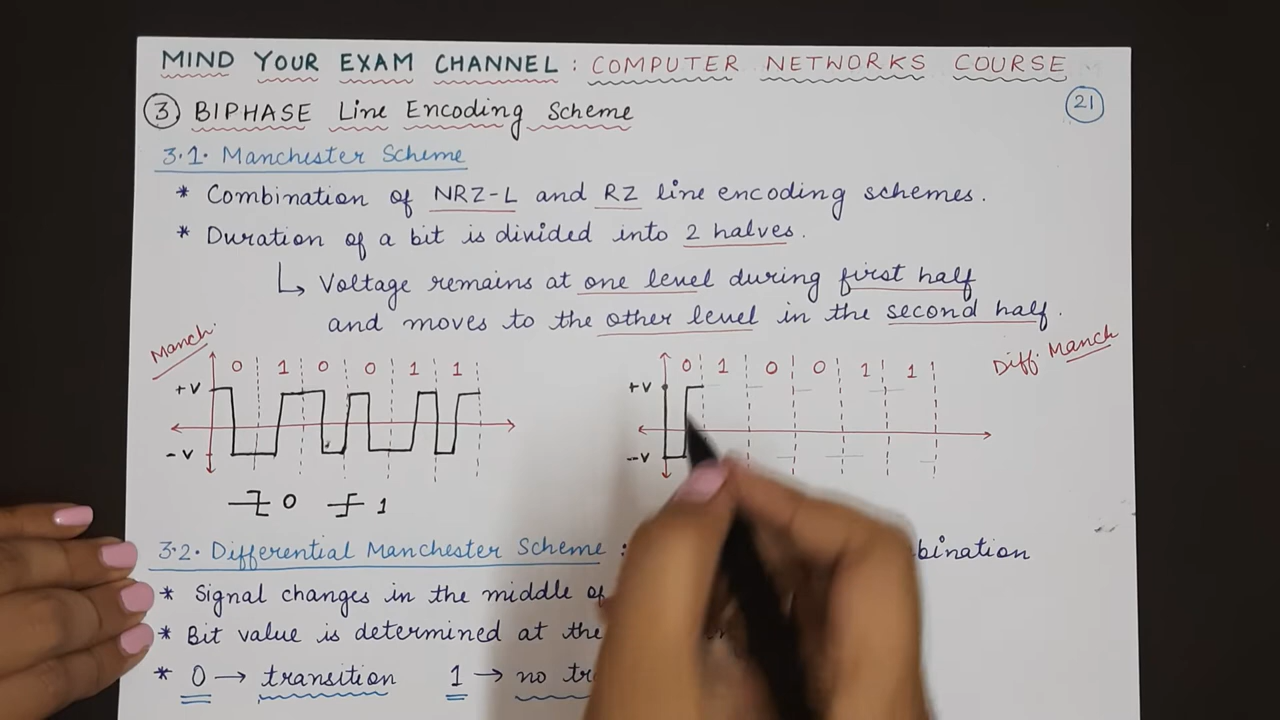 MIND YOUR EXAM CHANNEL : COMPUTER NETWORKS COURSE
21
3 BIPHASE Line Encoding Scheme
3.1. Manchester Scheme
* Combination of NRZ-L and RZ line encoding schemes.
* Duration of a bit is divided into 2 halves.
↳ Voltage remains at one level during first half
and moves to the other level in the second half.
Manch.
0 1 0 0 1 1
+V
-V
0 1
Diff. Manch
0 1 0 0 1 1
+V
-V
3.2. Differential Manchester Scheme :
* Signal changes in the middle of
* Bit value is determined at the
* 0 → transition 1 → no